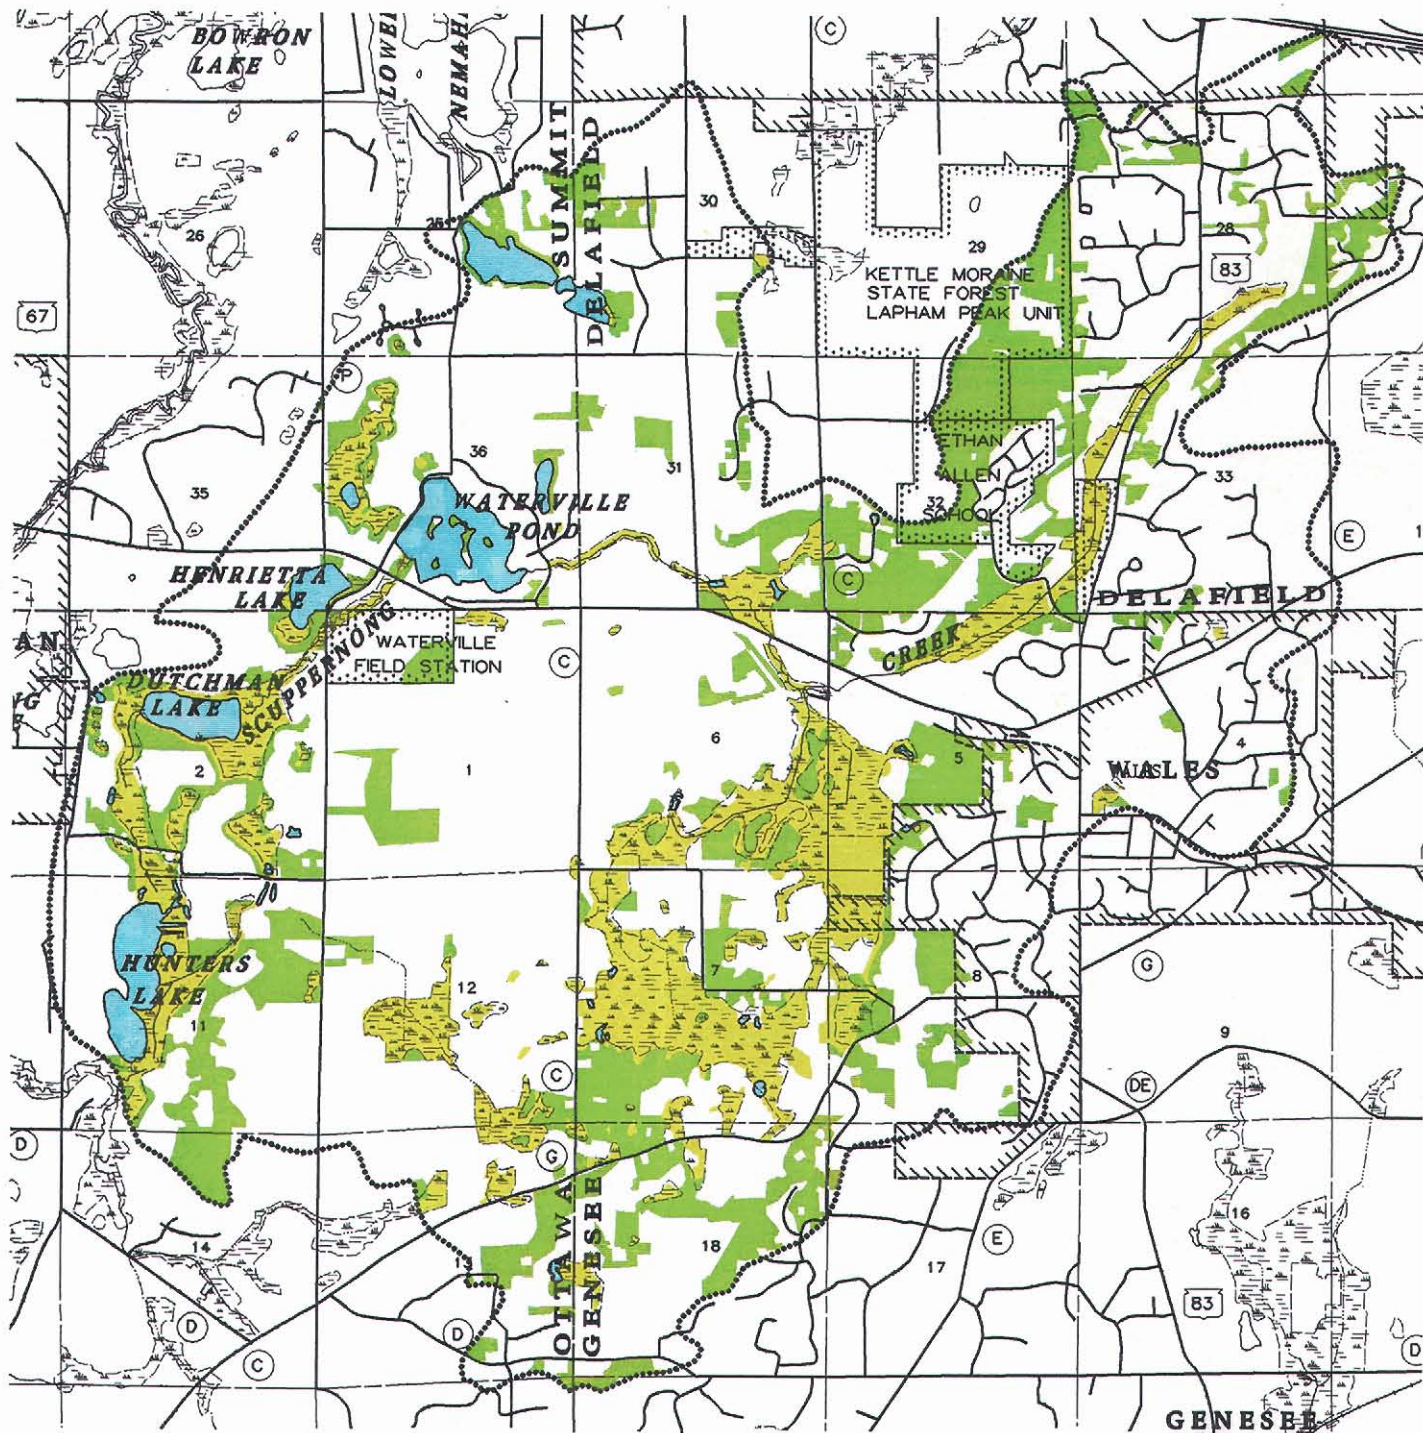 BOWRON
LAKE
C
SUMMIT
DELAFIELD
30
26
25
28
29
83
67
KETTLE MORAINE
STATE FOREST
LAPHAM PEAK UNIT
P
36
31
35
33
ETHAN
ALLEN
32
SCHOOL
WATERVILLE
POND
E
HENRIETTA
LAKE
C
DELAFIELD
AN
WATERVILLE
FIELD STATION
C
CREEK
SCUPPERNONG
DUTCHMAN
LAKE
G
6
5
4
2
1
WALES
HUNTERS
LAKE
7
8
G
12
11
9
C
DE
D
G
OTTAWA
GENESEE
16
E
14
13
18
17
83
D
D
C
D
GENESEE